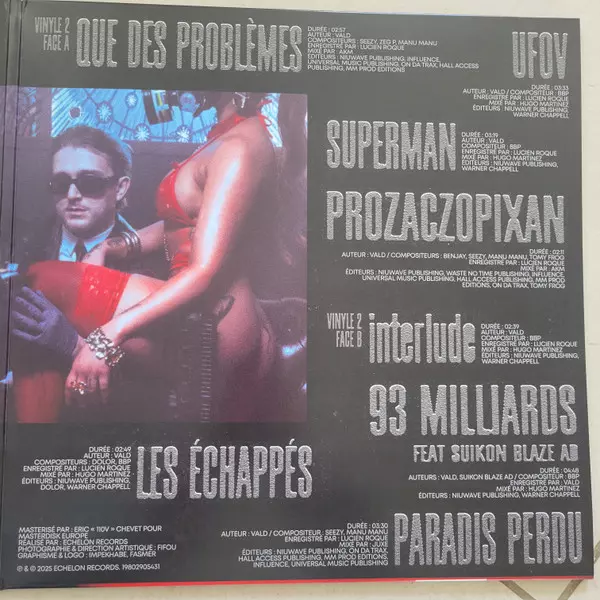 VINYLE 2
FACE A
QUE DES PROBLÈMES
DURÉE : 02:57
AUTEUR : VALD
COMPOSITEURS : SEEZY, ZEG P, MANU MANU
ENREGISTRÉ PAR : LUCIEN ROQUE
MIXÉ PAR : AKM
ÉDITEURS : NIUWAVE PUBLISHING, INFLUENCE,
UNIVERSAL MUSIC PUBLISHING, ON DA TRAX, HALL ACCESS
PUBLISHING, MM PROD EDITIONS
UFOV
DURÉE : 03:33
AUTEUR : VALD / COMPOSITEUR : BBP
ENREGISTRÉ PAR : LUCIEN ROQUE
MIXÉ PAR : HUGO MARTINEZ
ÉDITEURS : NIUWAVE PUBLISHING,
WARNER CHAPPELL
SUPERMAN
DURÉE : 03:19
AUTEUR : VALD
COMPOSITEUR : BBP
ENREGISTRÉ PAR : LUCIEN ROQUE
MIXÉ PAR : HUGO MARTINEZ
ÉDITEURS : NIUWAVE PUBLISHING,
WARNER CHAPPELL
PROZACZOPIXAN
DURÉE : 02:11
AUTEUR : VALD / COMPOSITEURS : BENJAY, SEEZY, MANU MANU, TOMY FROG
ENREGISTRÉ PAR : LUCIEN ROQUE
MIXÉ PAR : AKM
ÉDITEURS : NIUWAVE PUBLISHING, WASTE NO TIME PUBLISHING, INFLUENCE,
UNIVERSAL MUSIC PUBLISHING, HALL ACCESS PUBLISHING, MM PROD
EDITIONS, ON DA TRAX, TOMY FROG
VINYLE 2
FACE B
interlude
DURÉE : 02:39
AUTEUR : VALD
COMPOSITEUR : BBP
ENREGISTRÉ PAR : LUCIEN ROQUE
MIXÉ PAR : HUGO MARTINEZ
ÉDITEURS : NIUWAVE PUBLISHING,
WARNER CHAPPELL
93 MILLIARDS
FEAT SUIKON BLAZE AD
DURÉE : 04:48
AUTEURS : VALD, SUIKON BLAZE AD / COMPOSITEUR : BBP
ENREGISTRÉ PAR : VALD
MIXÉ PAR : HUGO MARTINEZ
ÉDITEURS : NIUWAVE PUBLISHING, WARNER CHAPPELL
DURÉE : 02:49
AUTEUR : VALD
COMPOSITEURS : DOLOR, BBP
ENREGISTRÉ PAR : LUCIEN ROQUE
MIXÉ PAR : HUGO MARTINEZ
ÉDITEURS : NIUWAVE PUBLISHING,
DOLOR, WARNER CHAPPELL
LES ÉCHAPPÉS
DURÉE : 03:30
AUTEUR : VALD / COMPOSITEURS : SEEZY, MANU MANU
ENREGISTRÉ PAR : LUCIEN ROQUE
MIXÉ PAR : JUXE
ÉDITEURS : NIUWAVE PUBLISHING, ON DA TRAX,
HALL ACCESS PUBLISHING, MM PROD EDITIONS,
INFLUENCE, UNIVERSAL MUSIC PUBLISHING
PARADIS PERDU
MASTERISÉ PAR : ERIC « 110V » CHEVET POUR
MASTERDISK EUROPE
RÉALISÉ PAR : ECHELON RECORDS
PHOTOGRAPHIE & DIRECTION ARTISTIQUE : FIFOU
GRAPHISME & LOGO : IMPEKHABE, FASMER
℗ & © 2025 ECHELON RECORDS. 19802905431